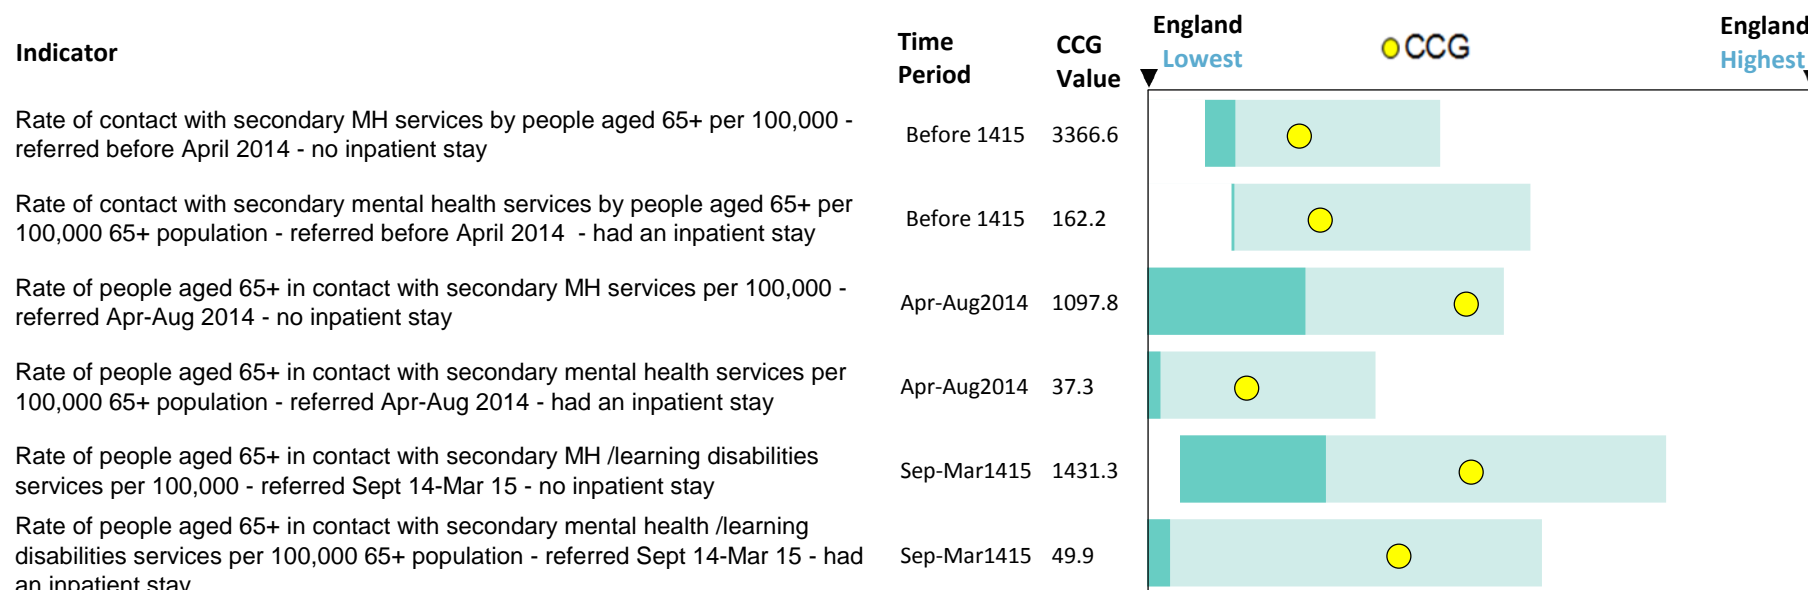 Indicator
Time
Period
CCG
Value
England
Lowest
CCG
England
Highest
Rate of contact with secondary MH services by people aged 65+ per 100,000 -
referred before April 2014 - no inpatient stay
Before 1415
3366.6
Rate of contact with secondary mental health services by people aged 65+ per
100,000 65+ population - referred before April 2014  - had an inpatient stay
Before 1415
162.2
Rate of people aged 65+ in contact with secondary MH services per 100,000 -
referred Apr-Aug 2014 - no inpatient stay
Apr-Aug2014
1097.8
Rate of people aged 65+ in contact with secondary mental health services per
100,000 65+ population - referred Apr-Aug 2014 - had an inpatient stay
Apr-Aug2014
37.3
Rate of people aged 65+ in contact with secondary MH /learning disabilities
services per 100,000 - referred Sept 14-Mar 15 - no inpatient stay
Sep-Mar1415
1431.3
Rate of people aged 65+ in contact with secondary mental health /learning
disabilities services per 100,000 65+ population - referred Sept 14-Mar 15 - had
an inpatient stay
Sep-Mar1415
49.9